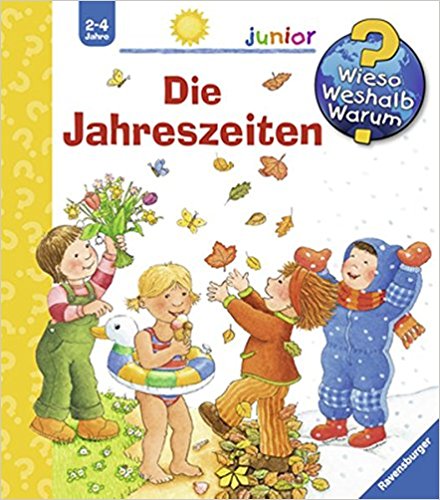 2-4
Jahre
junior
Die
Jahreszeiten
?
Wieso
Weshalb
Warum
Ravensburger